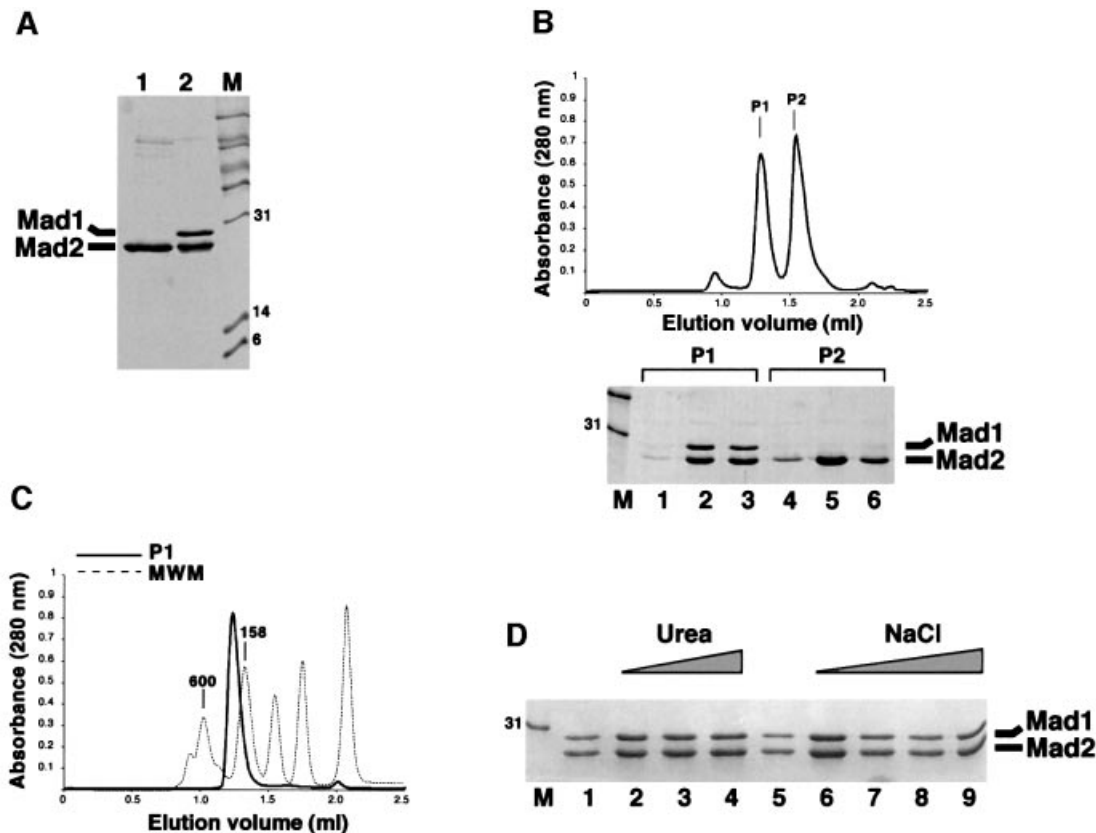 A
1 2 M
Mad1
Mad2
31
14
6
B
Absorbance (280 nm)
1
0.9
0.8
0.7
0.6
0.5
0.4
0.3
0.2
0.1
P1 P2
0 0.5 1.0 1.5 2.0 2.5
Elution volume (ml)
P1 P2
31
Mad1
Mad2
M 1 2 3 4 5 6
C
P1
MWM
Absorbance (280 nm)
1
0.9
0.8
0.7
0.6
0.5
0.4
0.3
0.2
0.1
600
158
0 0.5 1.0 1.5 2.0 2.5
Elution volume (ml)
D
Urea NaCl
31
Mad1
Mad2
M 1 2 3 4 5 6 7 8 9